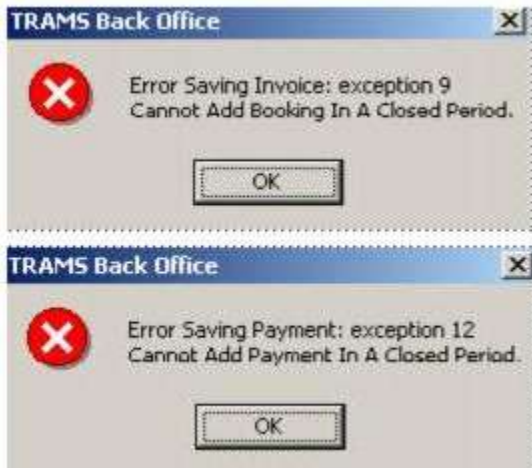 TRAMS Back Office
Error Saving Invoice: exception 9
Cannot Add Booking In A Closed Period.
OK
TRAMS Back Office
Error Saving Payment: exception 12
Cannot Add Payment In A Closed Period.
OK